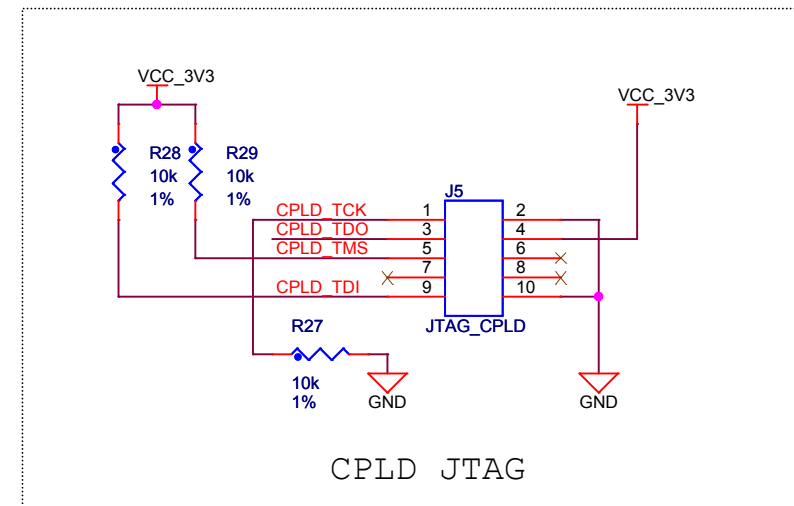 VCC_3V3
VCC_3V3
R28
10k
1%
R29
10k
1%
J5
CPLD_TCK 1 2
CPLD_TDO 3 4
CPLD_TMS 5 6
7 8
CPLD_TDI 9 10
JTAG_CPLD
R27
10k
1%
GND
GND
CPLD JTAG